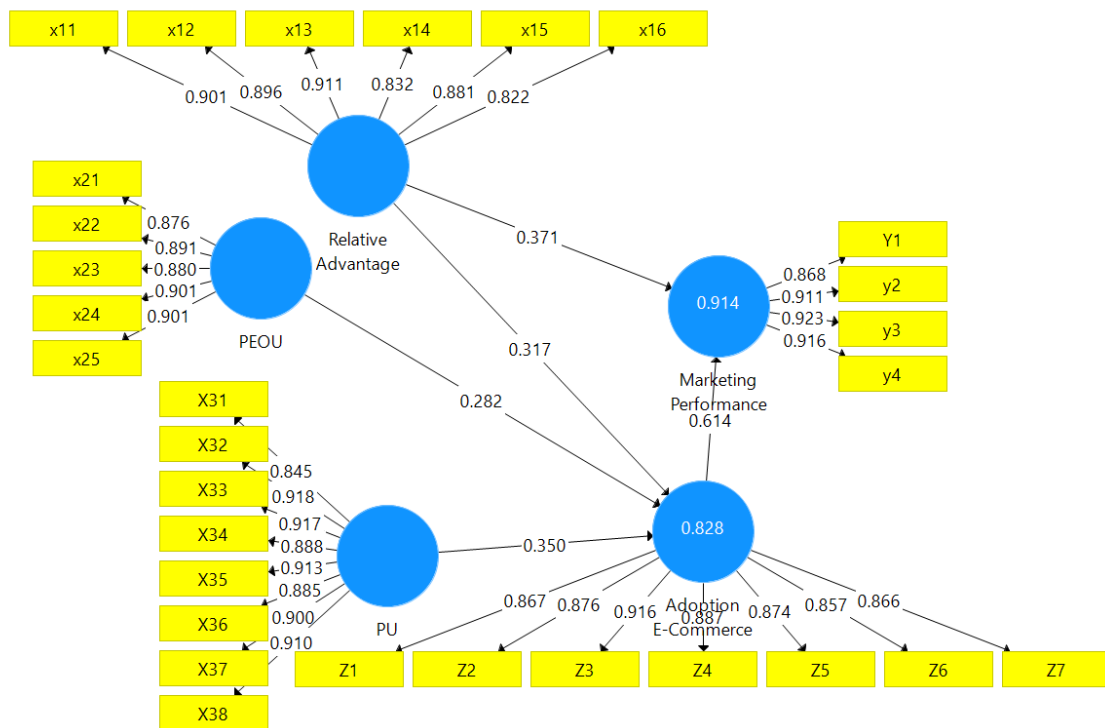 x11 x12 x13 x14 x15 x16
0.901 0.896 0.911 0.832 0.881 0.822
x21
x22
x23
x24
x25
0.876
0.891
0.880
0.901
0.901
PEOU
Relative
Advantage
0.371
0.317
0.282
0.914
Marketing
Performance
0.614
Y1
y2
y3
y4
0.868
0.911
0.923
0.916
X31
X32
X33
X34
X35
X36
X37
X38
0.845
0.918
0.917
0.888
0.913
0.885
0.900
0.910
PU
0.350
0.828
Adoption
E-Commerce
0.867 0.876 0.916 0.887 0.874 0.857 0.866
Z1 Z2 Z3 Z4 Z5 Z6 Z7